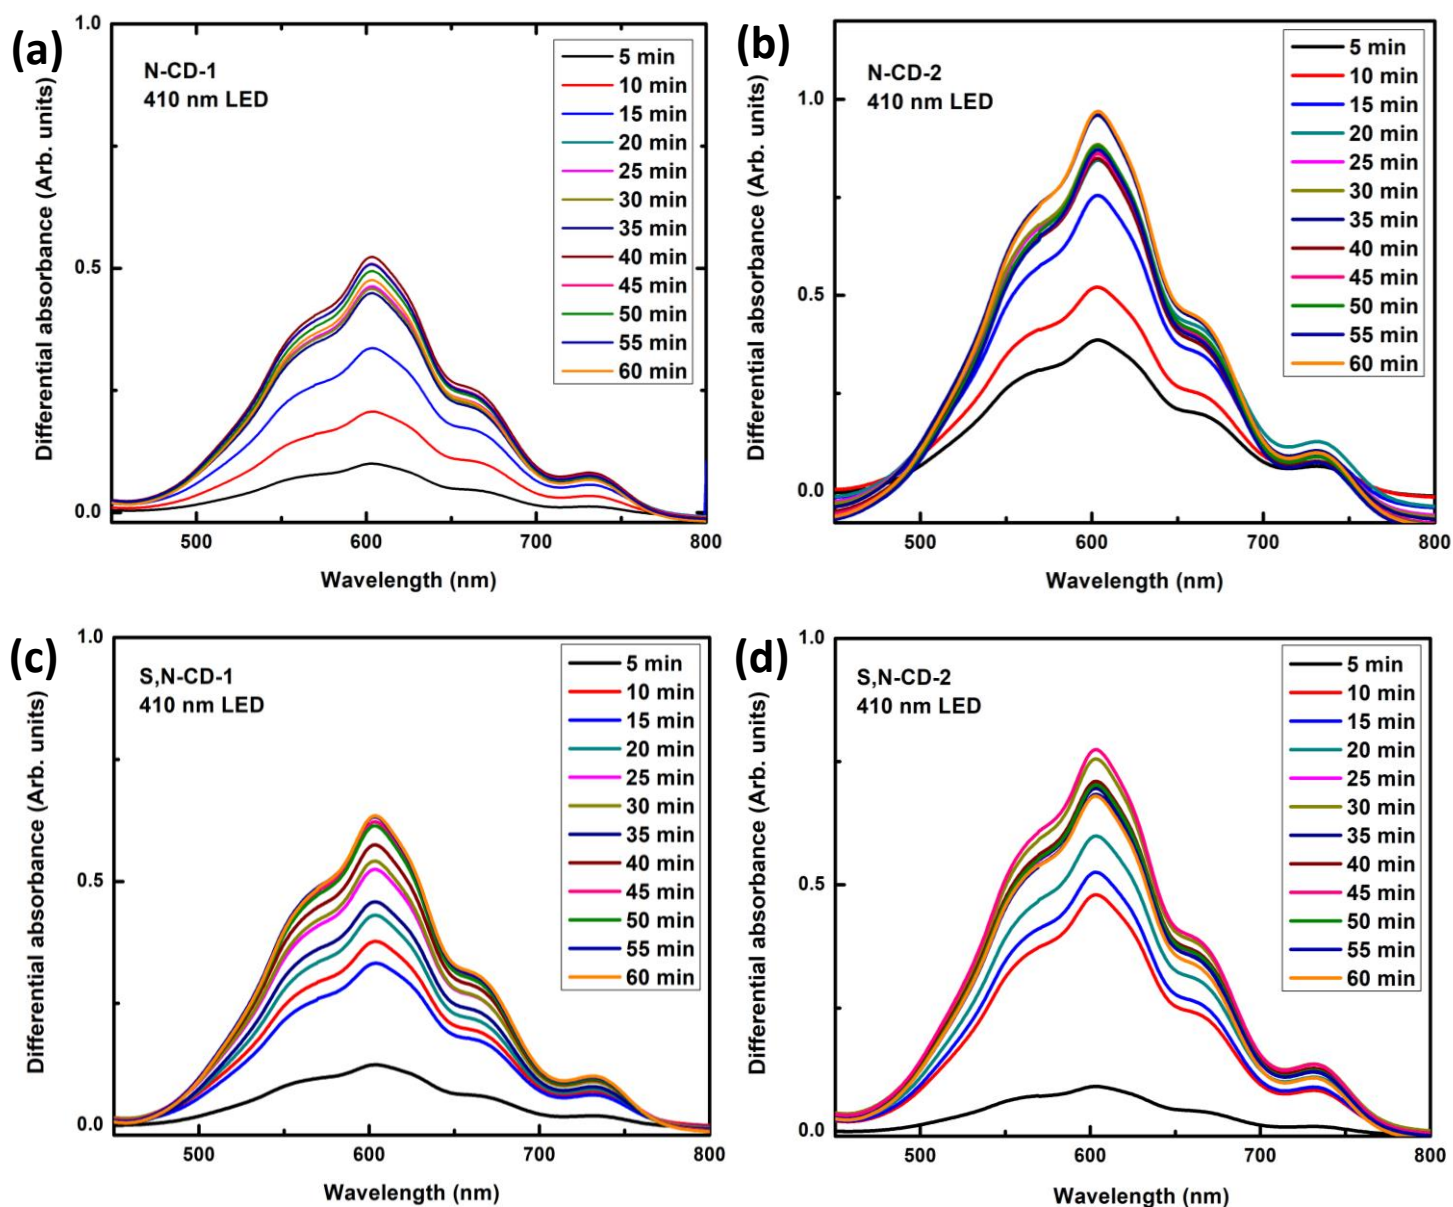 (a)
Differential absorbance (Arb. units)
1.0
0.5
0.0
N-CD-1
410 nm LED
5 min
10 min
15 min
20 min
25 min
30 min
35 min
40 min
45 min
50 min
55 min
60 min
500
600
700
800
Wavelength (nm)
(b)
Differential absorbance (Arb. units)
1.0
0.5
0.0
N-CD-2
410 nm LED
5 min
10 min
15 min
20 min
25 min
30 min
35 min
40 min
45 min
50 min
55 min
60 min
500
600
700
800
Wavelength (nm)
(c)
Differential absorbance (Arb. units)
1.0
0.5
0.0
S,N-CD-1
410 nm LED
5 min
10 min
15 min
20 min
25 min
30 min
35 min
40 min
45 min
50 min
55 min
60 min
500
600
700
800
Wavelength (nm)
(d)
Differential absorbance (Arb. units)
1.0
0.5
0.0
S,N-CD-2
410 nm LED
5 min
10 min
15 min
20 min
25 min
30 min
35 min
40 min
45 min
50 min
55 min
60 min
500
600
700
800
Wavelength (nm)